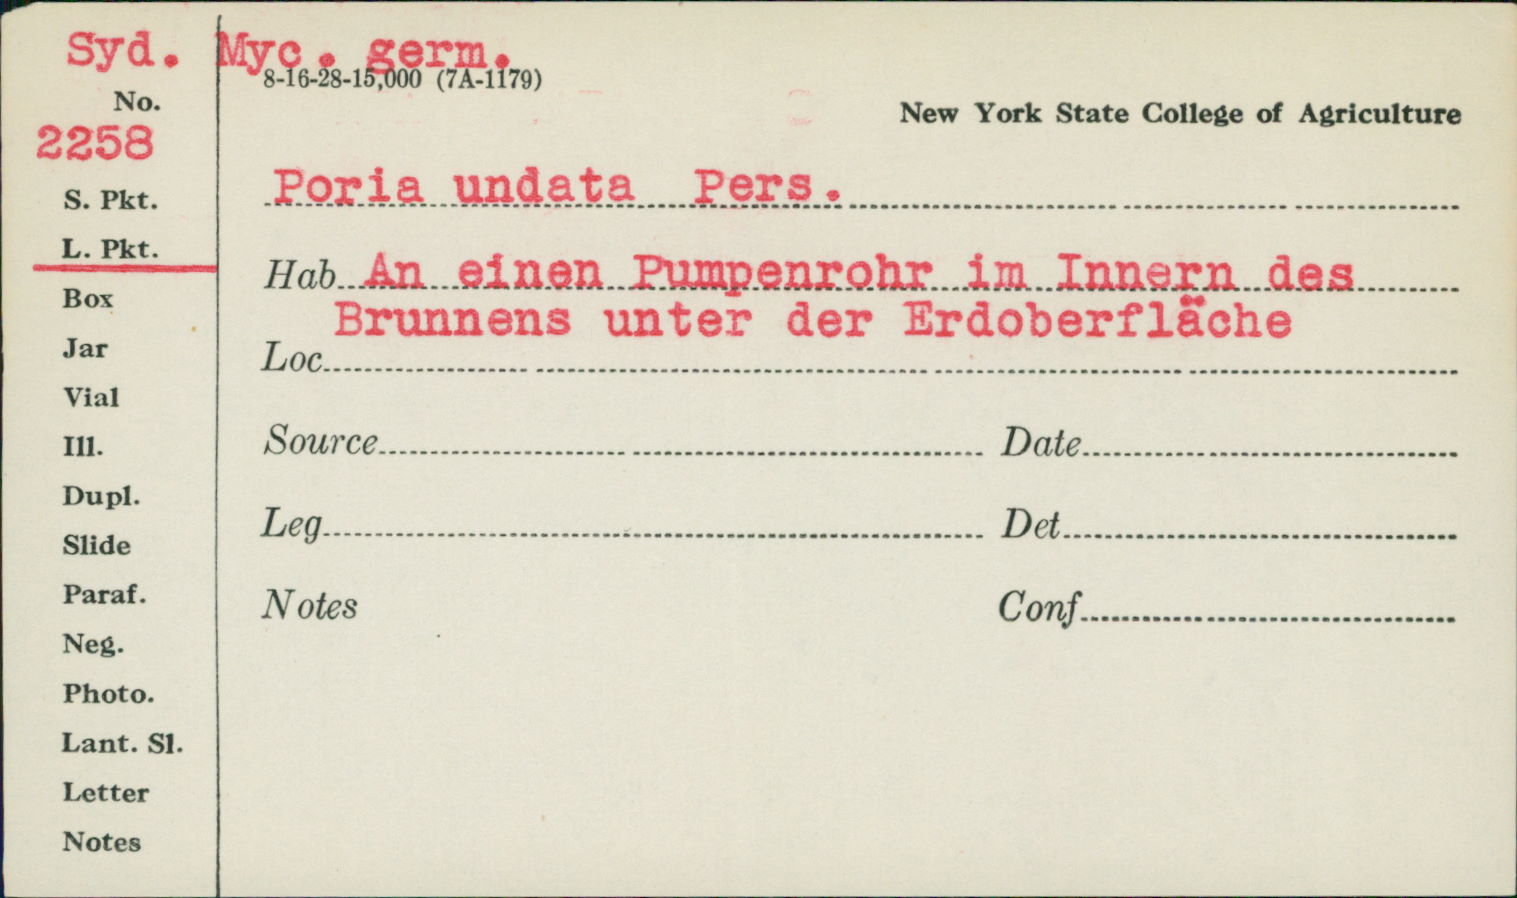 Syd. Myc. germ.
8-16-28-15,000 (7A-1179)
No.
New York State College of Agriculture
2258
Poria undata Pers.
S. Pkt.
L. Pkt.
Hab. An einen Pumpenrohr im Innern des
Brunnens unter der Erdoberfläche
Box
Jar
Loc
Vial
Ill.
Source
Date
Dupl.
Slide
Leg
Det
Paraf.
Notes
Conf
Neg.
Photo.
Lant. Sl.
Letter
Notes